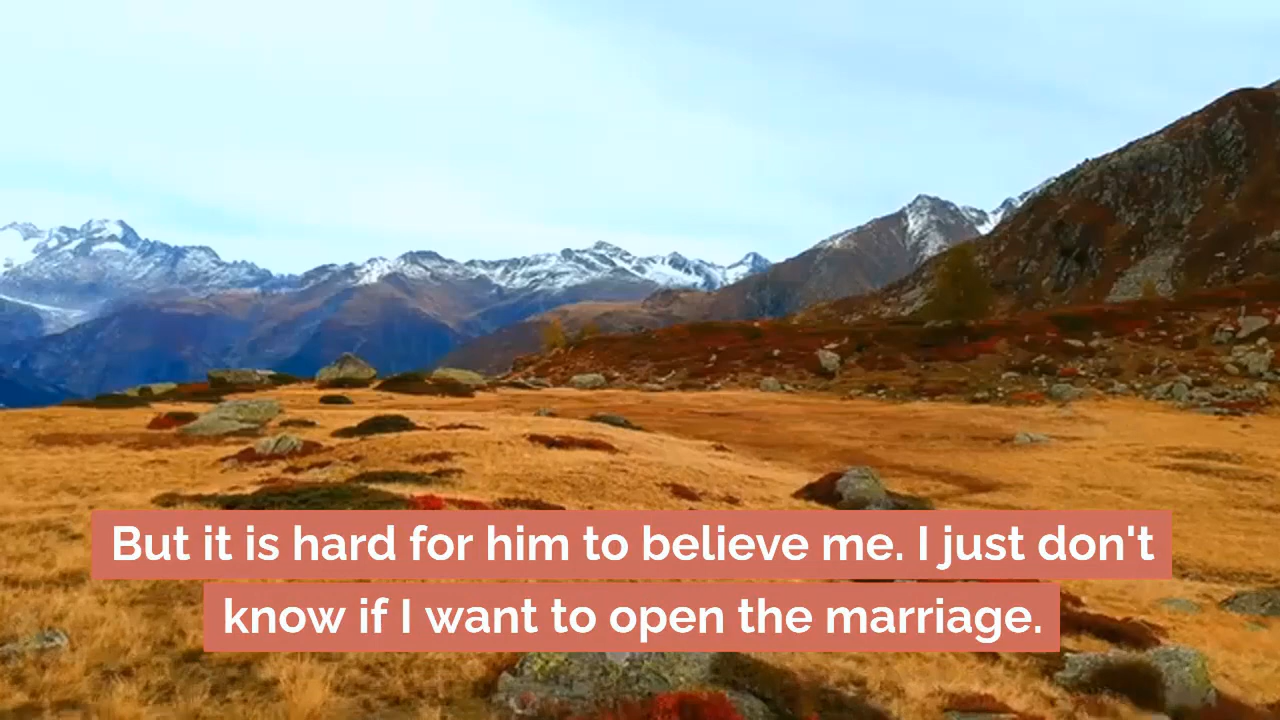 But it is hard for him to believe me. I just don't
know if I want to open the marriage.